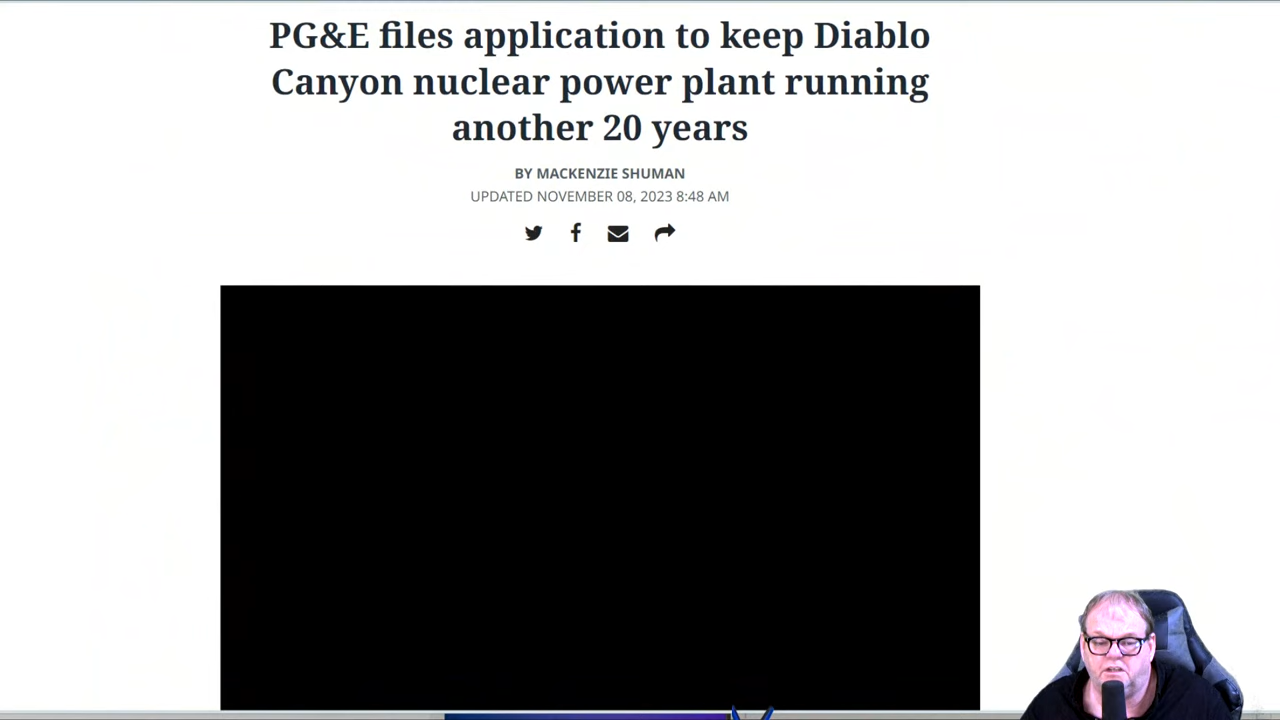 PG&E files application to keep Diablo
Canyon nuclear power plant running
another 20 years
BY MACKENZIE SHUMAN
UPDATED NOVEMBER 08, 2023 8:48 AM